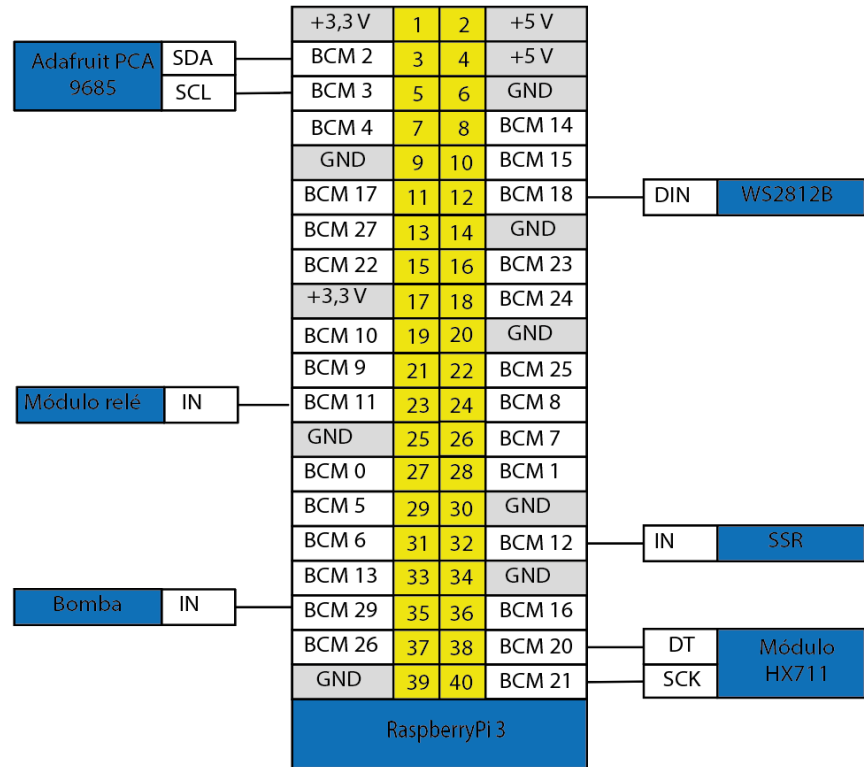 +3,3 V 1 2 +5 V
Adafruit PCA 9685 SDA BCM 2 3 4 +5 V
SCL BCM 3 5 6 GND
BCM 4 7 8 BCM 14
GND 9 10 BCM 15
BCM 17 11 12 BCM 18 DIN WS2812B
BCM 27 13 14 GND
BCM 22 15 16 BCM 23
+3,3 V 17 18 BCM 24
BCM 10 19 20 GND
BCM 9 21 22 BCM 25
Módulo relé IN BCM 11 23 24 BCM 8
GND 25 26 BCM 7
BCM 0 27 28 BCM 1
BCM 5 29 30 GND
BCM 6 31 32 BCM 12 IN SSR
BCM 13 33 34 GND
Bomba IN BCM 29 35 36 BCM 16
BCM 26 37 38 BCM 20 DT Módulo HX711
GND 39 40 BCM 21 SCK
RaspberryPi 3